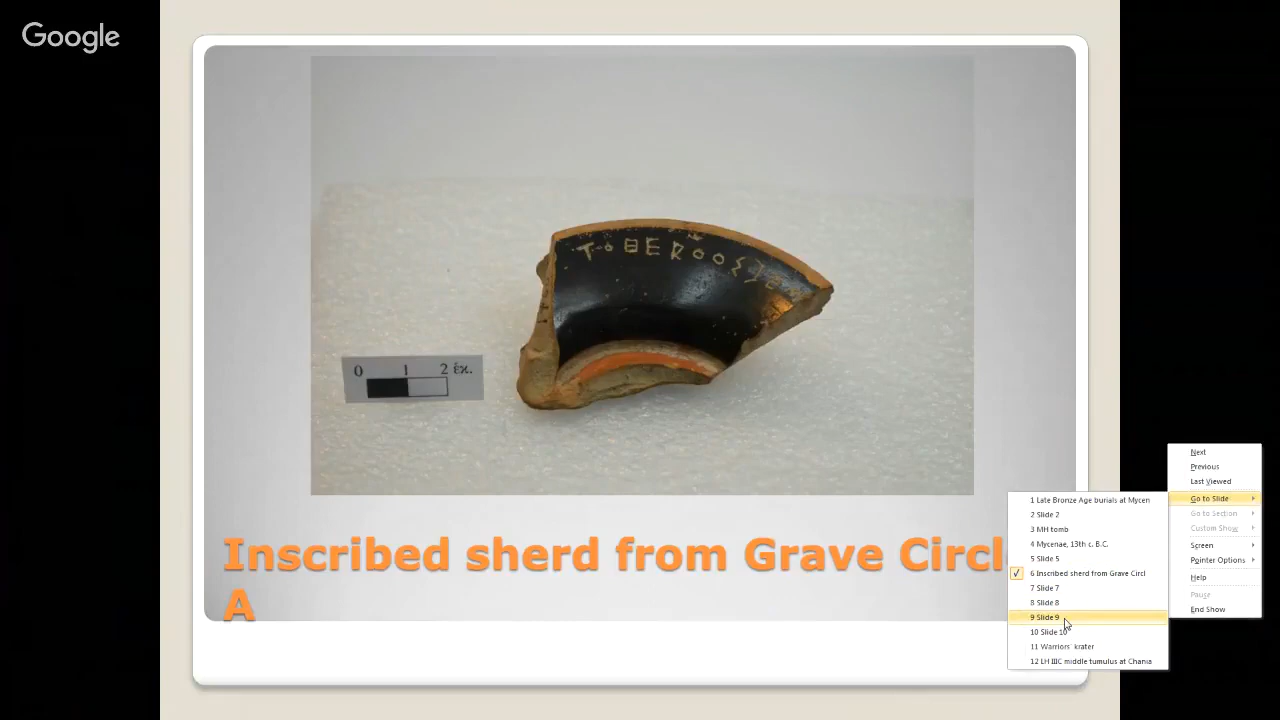 Google
ΤΟΒΕRΟΟΣ
0 1 2 έκ.
Inscribed sherd from Grave Circle
A
Next
Previous
Last Viewed
Go to Slide
Go to Section
Custom Show
Screen
Pointer Options
Help
Pause
End Show
1 Late Bronze Age burials at Mycen
2 Slide 2
3 MH tomb
4 Mycenae, 13th c. B.C.
5 Slide 5
6 Inscribed sherd from Grave Circl
7 Slide 7
8 Slide 8
9 Slide 9
10 Slide 10
11 Warriors' krater
12 LH IIIC middle tumulus at Chania